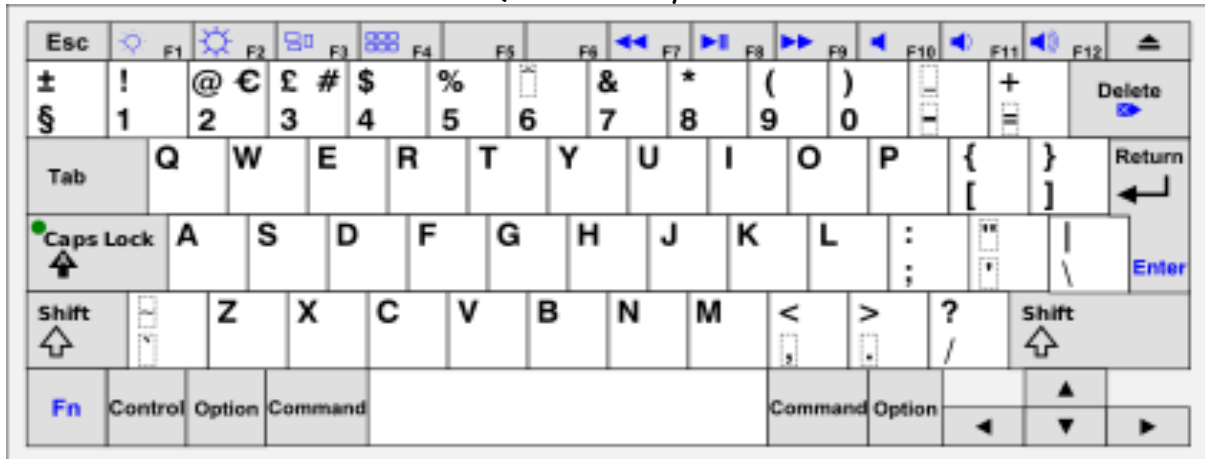 Esc F1 F2 F3 F4 F5 F6 F7 F8 F9 F10 F11 F12
± ! @ € £ # $ % ^ & * ( ) _ + Delete
§ 1 2 3 4 5 6 7 8 9 0 - =
Tab Q W E R T Y U I O P { } Return
[ ]
Caps Lock A S D F G H J K L : " |
; ' \ Enter
Shift ~ Z X C V B N M < > ? Shift
` , . /
Fn Control Option Command Command Option